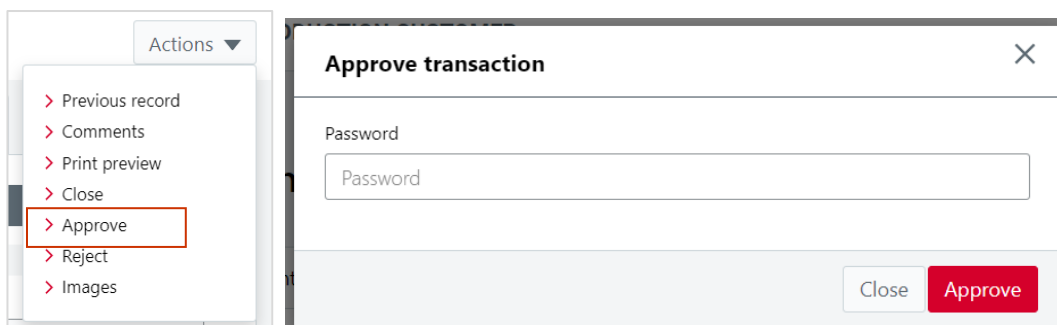 Actions
Previous record
Comments
Print preview
Close
Approve
Reject
Images
Approve transaction
Password
Password
Close
Approve